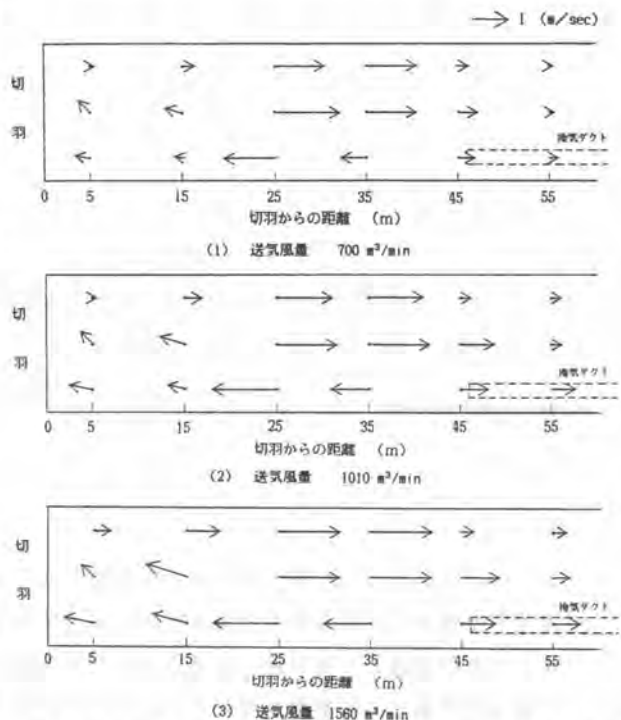 1 (m/sec)
切
羽
換気ダクト
0 5 15 25 35 45 55
切羽からの距離 (m)
(1) 送気風量 700 m³/min
切
羽
換気ダクト
0 5 15 25 35 45 55
切羽からの距離 (m)
(2) 送気風量 1010 m³/min
切
羽
換気ダクト
0 5 15 25 35 45 55
切羽からの距離 (m)
(3) 送気風量 1560 m³/min